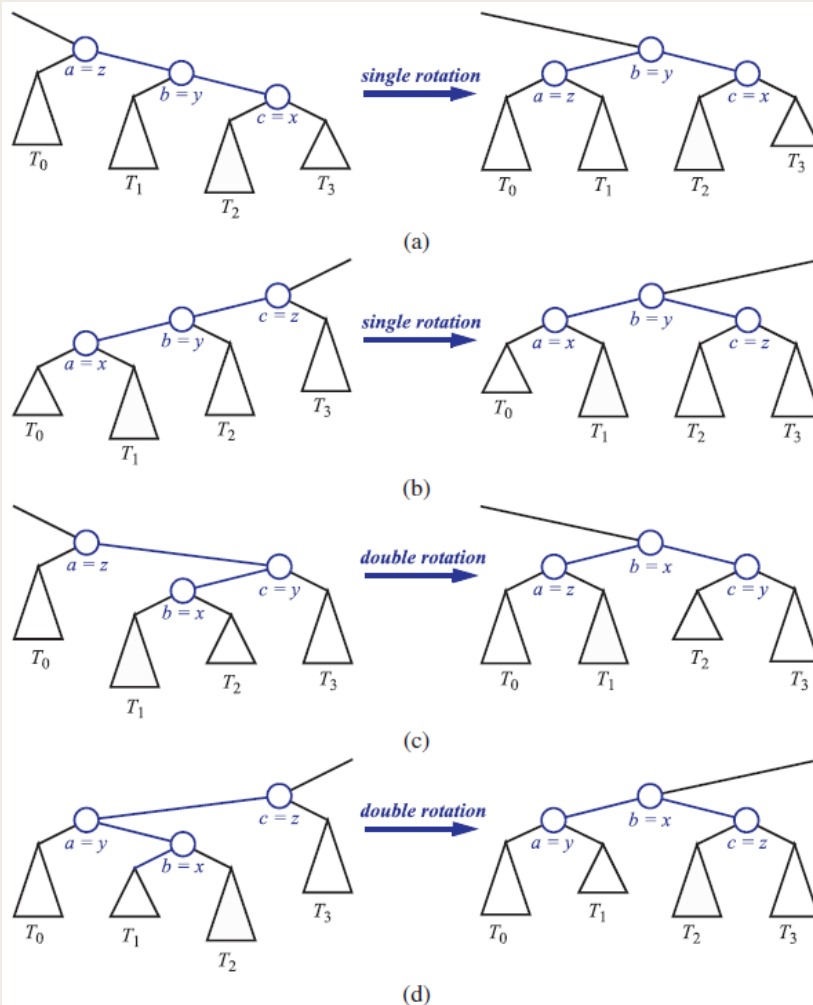 a = z
b = y
c = x
T0
T1
T2
T3
single rotation
b = y
a = z
c = x
T0
T1
T2
T3
(a)
c = z
b = y
a = x
T0
T1
T2
T3
single rotation
b = y
a = x
c = z
T0
T1
T2
T3
(b)
a = z
c = y
b = x
T0
T1
T2
T3
double rotation
b = x
a = z
c = y
T0
T1
T2
T3
(c)
c = z
a = y
b = x
T0
T1
T2
T3
double rotation
b = x
a = y
c = z
T0
T1
T2
T3
(d)